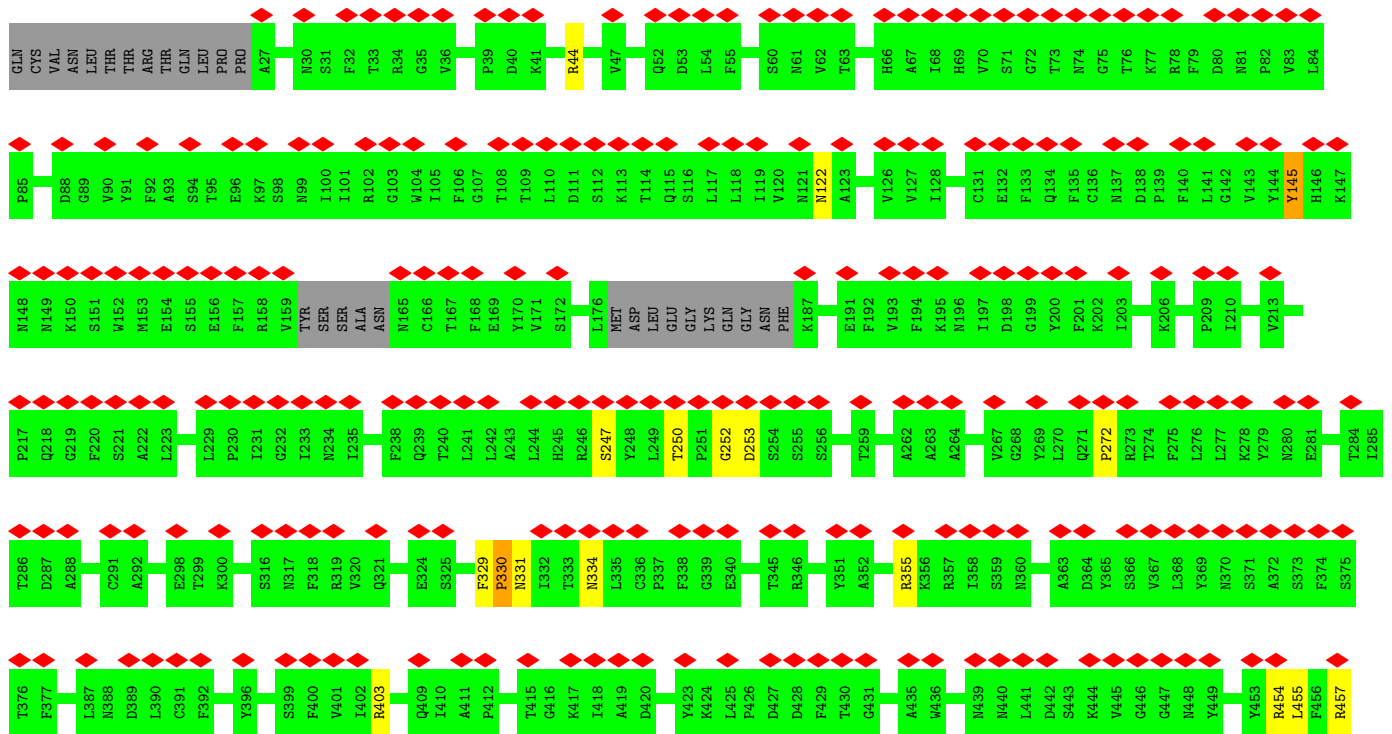 GLN CYS VAL ASN LEU THR THR ARG THR GLN LEU PRO PRO A27 N30 S31 F32 T33 R34 G35 V36 P39 D40 K41 R44 V47 Q52 D53 L54 F55 S60 N61 V62 T63 H66 A67 I68 H69 V70 S71 G72 T73 N74 G75 T76 K77 R78 F79 D80 N81 P82 V83 L84
P85 D88 G89 V90 Y91 F92 A93 S94 T95 E96 K97 S98 N99 I100 I101 R102 G103 W104 I105 F106 G107 T108 T109 L110 D111 S112 K113 T114 Q115 S116 L117 L118 I119 V120 N121 N122 A123 V126 V127 I128 C131 E132 F133 Q134 F135 C136 N137 D138 P139 F140 L141 G142 V143 Y144 Y145 H146 K147
N148 N149 K150 S151 W152 M153 E154 S155 E156 F157 R158 V159 TYR SER SER ALA ASN N165 C166 T167 F168 E169 Y170 V171 S172 L176 MET ASP LEU GLU GLY LYS GLN GLY ASN PHE K187 E191 F192 V193 F194 K195 N196 I197 D198 G199 Y200 F201 K202 I203 K206 P209 I210 V213
P217 Q218 G219 F220 S221 A222 L223 L229 P230 I231 G232 I233 N234 I235 F238 Q239 T240 L241 L242 A243 L244 H245 R246 S247 Y248 L249 T250 P251 G252 D253 S254 S255 S256 T259 A262 A263 A264 V267 G268 Y269 L270 Q271 P272 R273 T274 F275 L276 L277 K278 Y279 N280 E281 T284 I285
T286 D287 A288 C291 A292 E298 T299 K300 S316 N317 F318 R319 V320 Q321 E324 S325 F329 P330 N331 I332 T333 N334 L335 C336 P337 F338 G339 E340 T345 R346 Y351 A352 R355 K356 R357 I358 S359 N360 A363 D364 Y365 S366 V367 L368 Y369 N370 S371 A372 S373 F374 S375
T376 F377 L387 N388 D389 L390 C391 F392 Y396 S399 F400 V401 I402 R403 Q409 I410 A411 P412 T415 G416 K417 I418 A419 D420 Y423 K424 L425 P426 D427 D428 F429 T430 G431 A435 W436 N439 N440 L441 D442 S443 K444 V445 G446 G447 N448 Y449 Y453 R454 L455 F456 R457